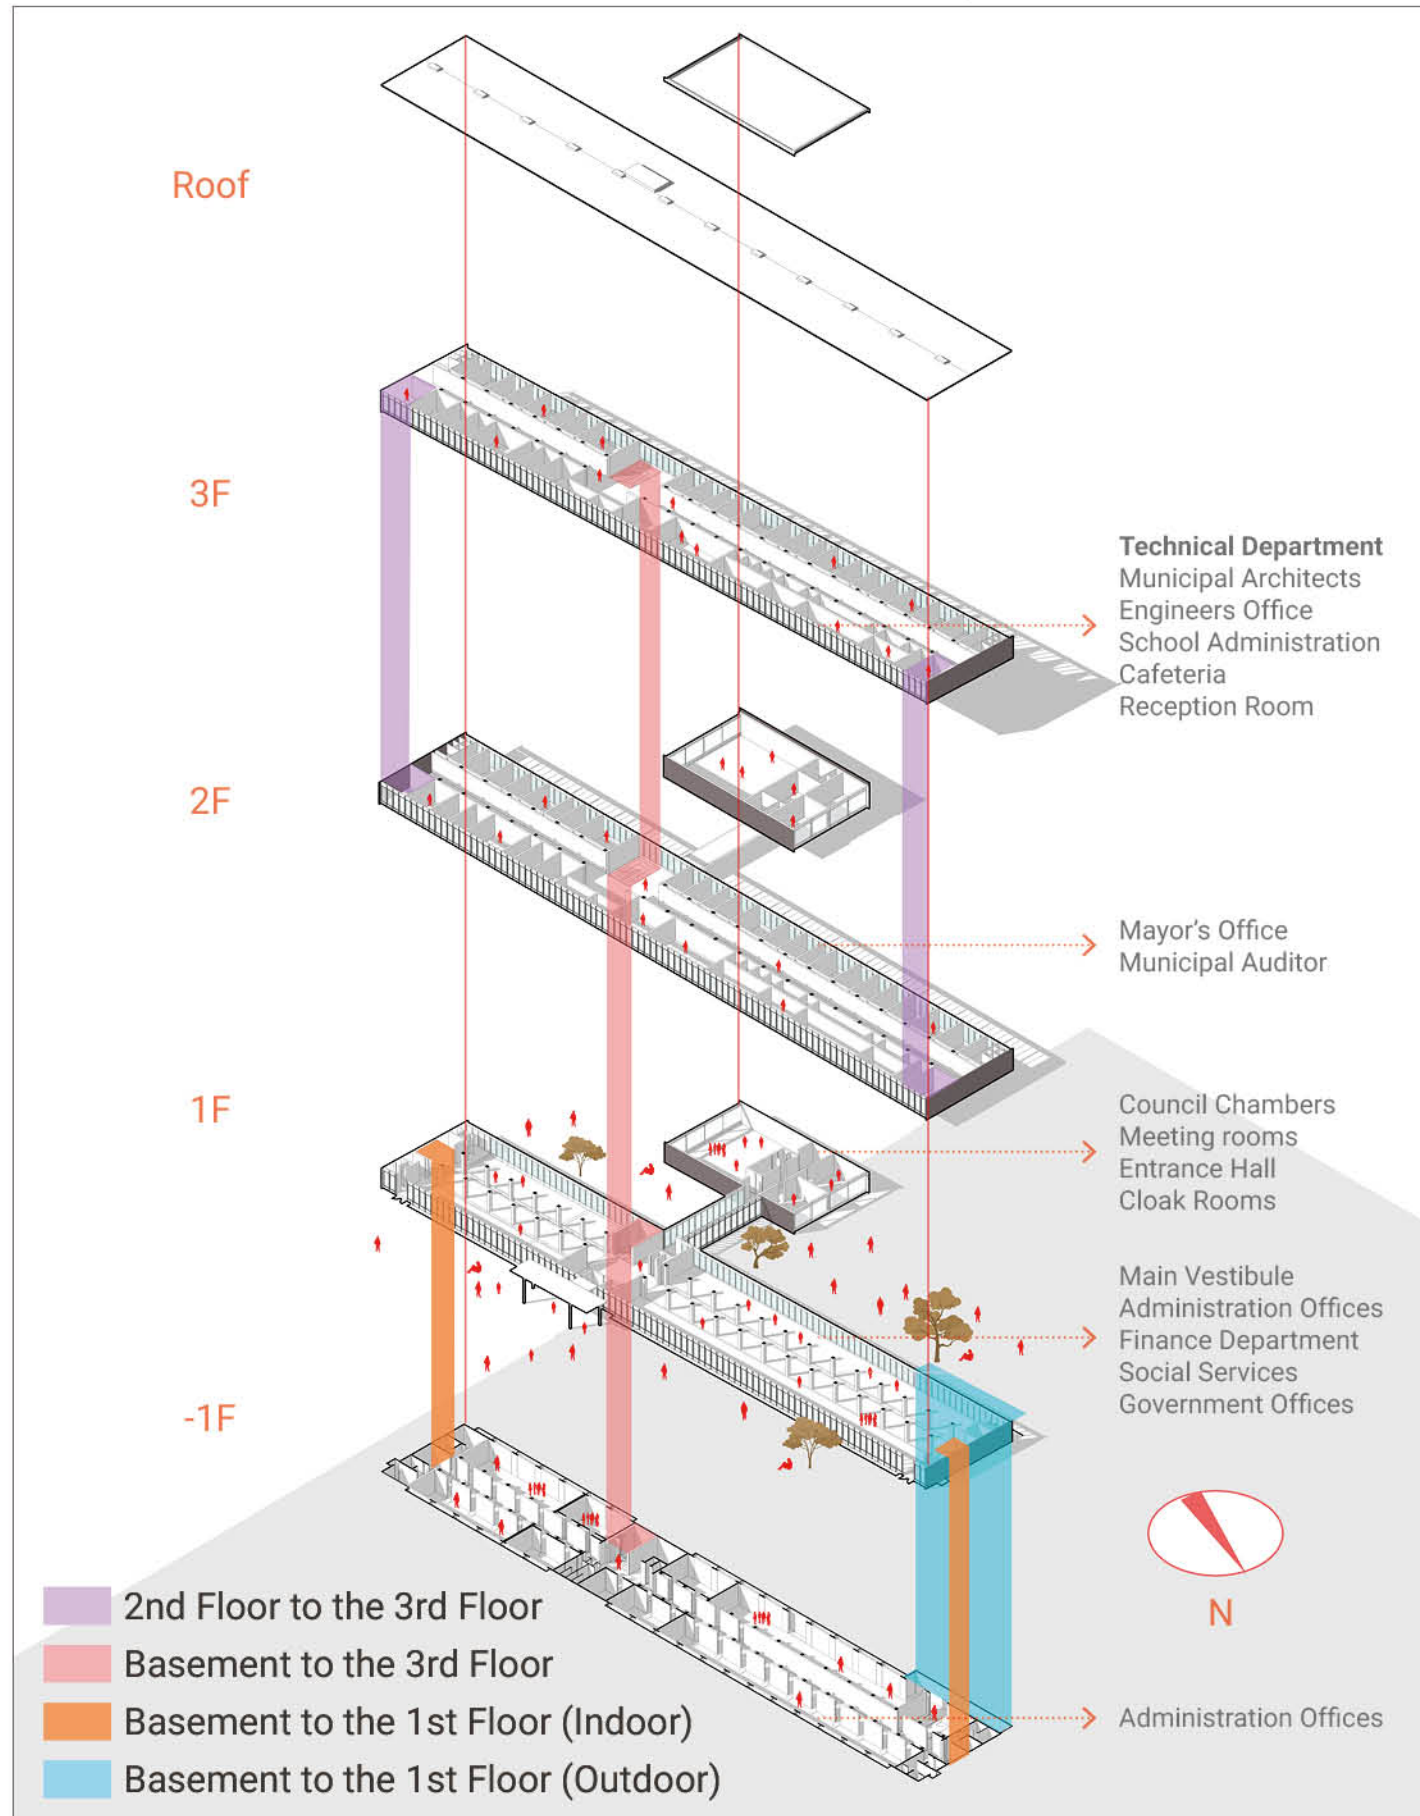 Roof
3F
Technical Department
Municipal Architects
Engineers Office
School Administration
Cafeteria
Reception Room
2F
Mayor's Office
Municipal Auditor
1F
Council Chambers
Meeting rooms
Entrance Hall
Cloak Rooms
Main Vestibule
Administration Offices
Finance Department
Social Services
Government Offices
-1F
N
Administration Offices
2nd Floor to the 3rd Floor
Basement to the 3rd Floor
Basement to the 1st Floor (Indoor)
Basement to the 1st Floor (Outdoor)